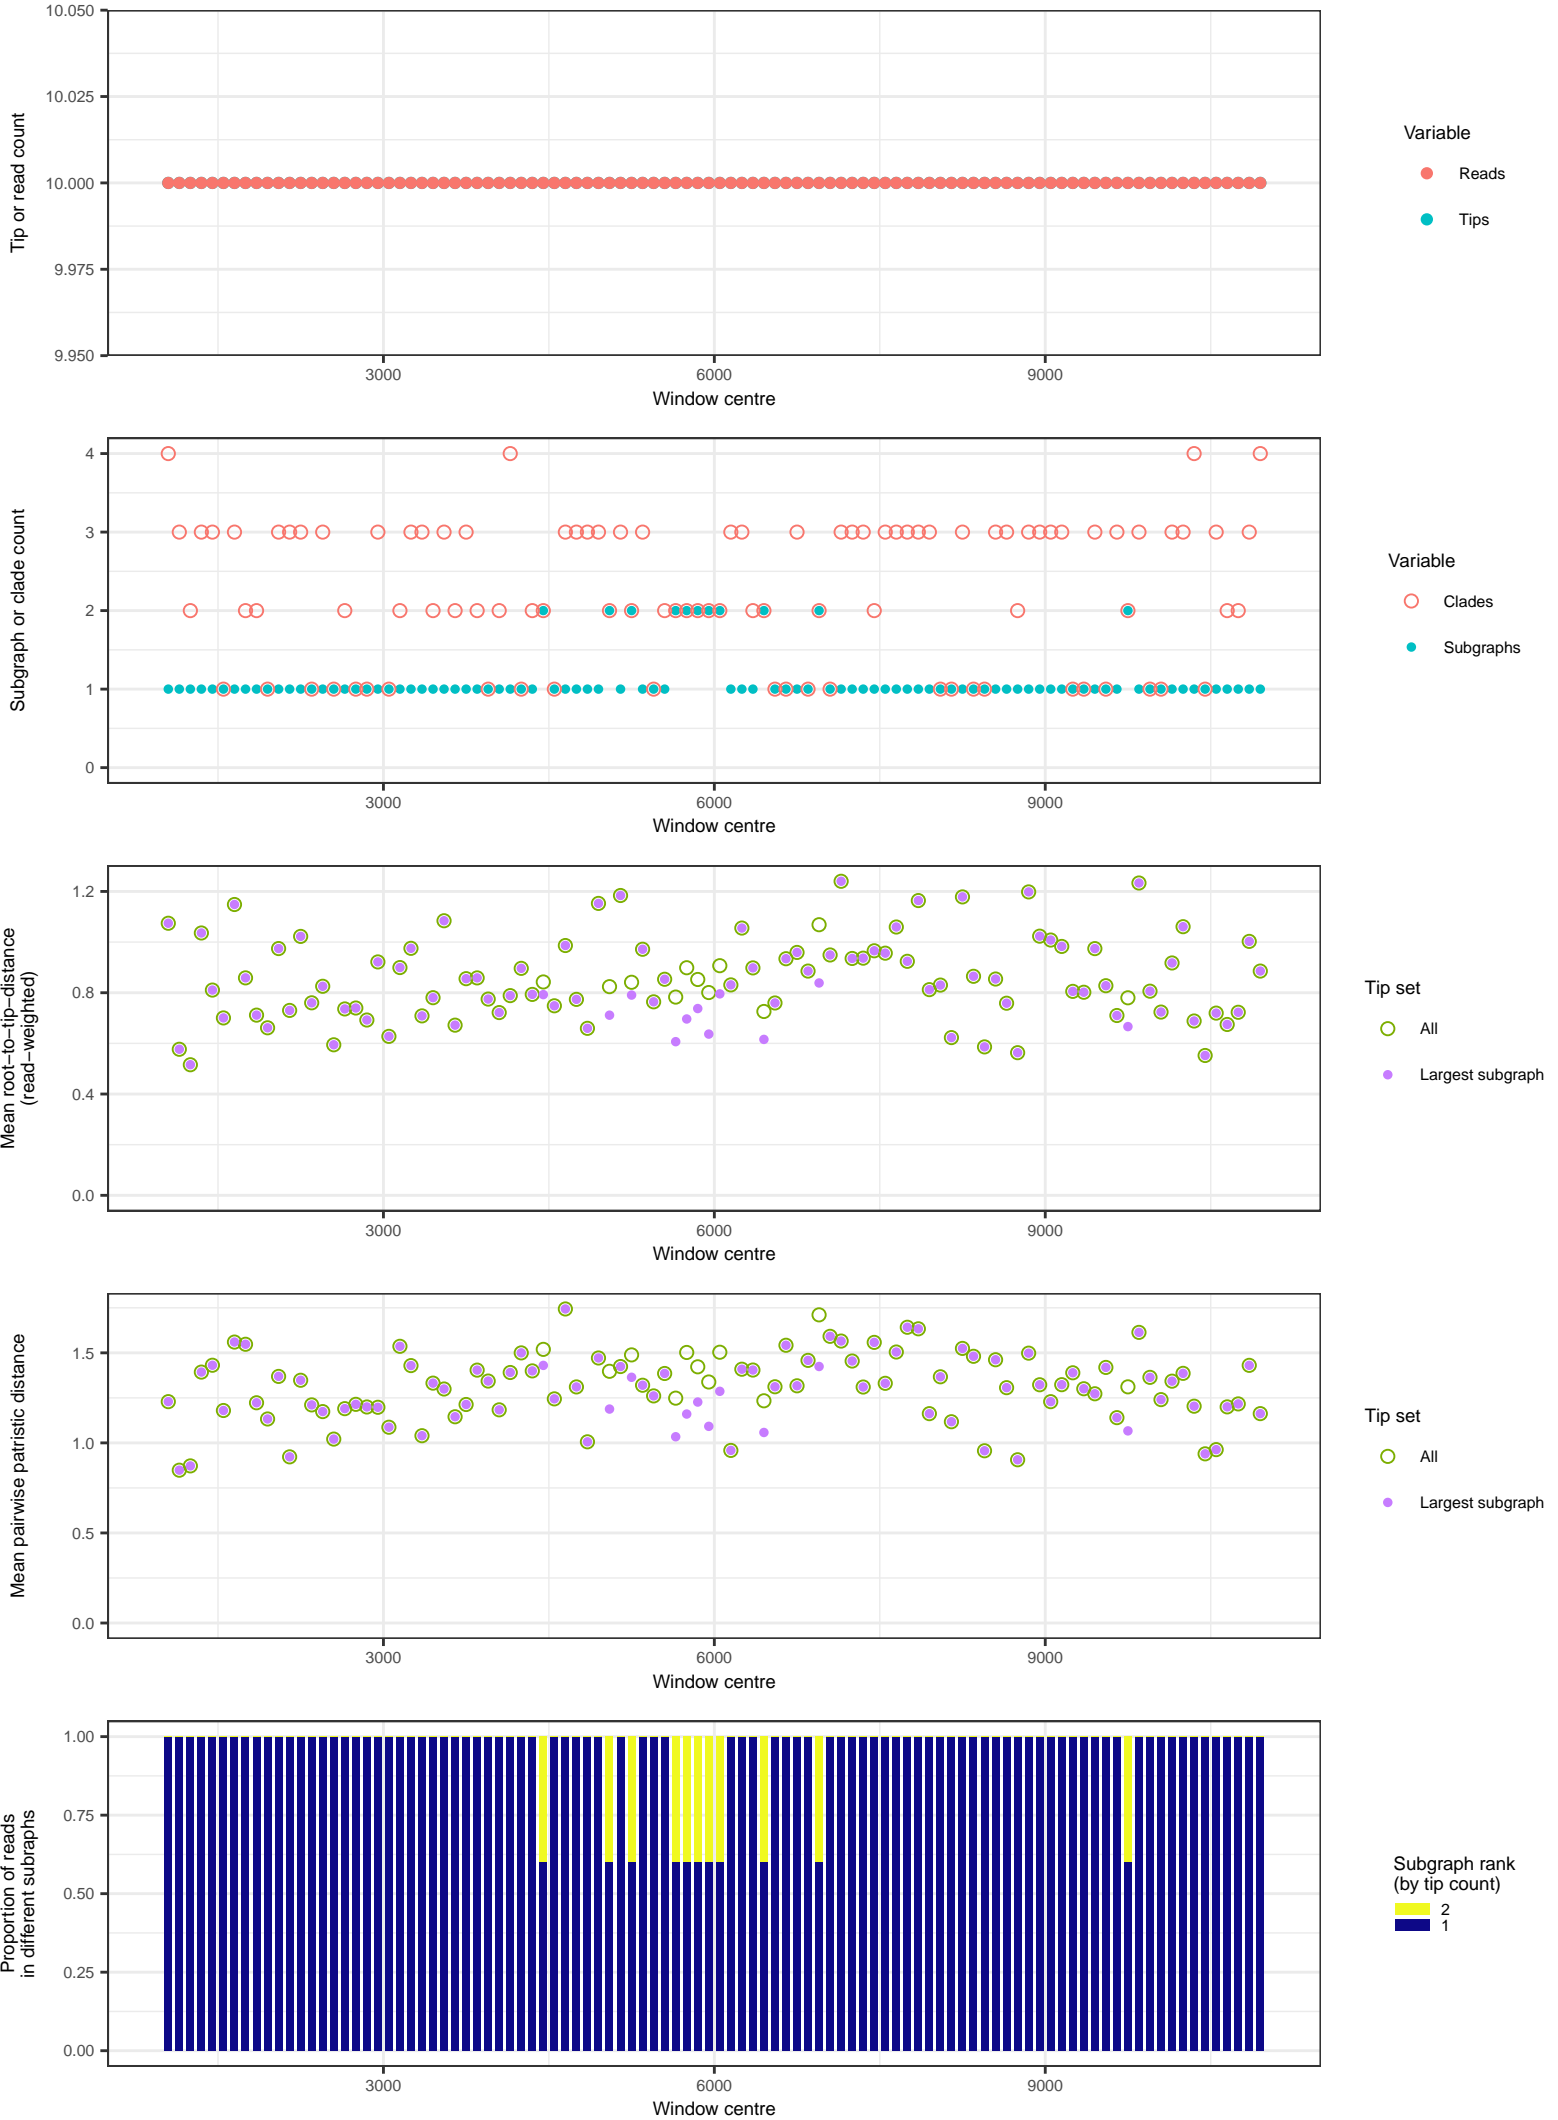 10.050
10.025
10.000
9.975
9.950
Tip or read count
3000
6000
9000
Window centre
Variable
Reads
Tips
4
3
2
1
0
Subgraph or clade count
3000
6000
9000
Window centre
Variable
Clades
Subgraphs
1.2
0.8
0.4
0.0
Mean root−to−tip−distance
(read−weighted)
3000
6000
9000
Window centre
Tip set
All
Largest subgraph
1.5
1.0
0.5
0.0
Mean pairwise patristic distance
3000
6000
9000
Window centre
Tip set
All
Largest subgraph
1.00
0.75
0.50
0.25
0.00
Proportion of reads
in different subraphs
3000
6000
9000
Window centre
Subgraph rank
(by tip count)
2
1